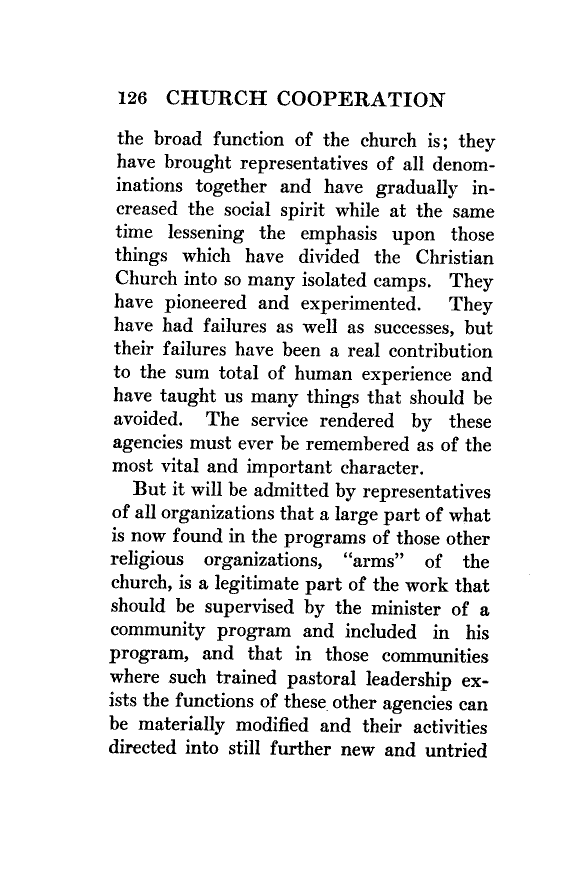 126 CHURCH COOPERATION
the broad function of the church is; they
have brought representatives of all denom-
inations together and have gradually in-
creased the social spirit while at the same
time lessening the emphasis upon those
things which have divided the Christian
Church into so many isolated camps. They
have pioneered and experimented. They
have had failures as well as successes, but
their failures have been a real contribution
to the sum total of human experience and
have taught us many things that should be
avoided. The service rendered by these
agencies must ever be remembered as of the
most vital and important character.
But it will be admitted by representatives
of all organizations that a large part of what
is now found in the programs of those other
religious organizations, “arms” of the
church, is a legitimate part of the work that
should be supervised by the minister of a
community program and included in his
program, and that in those communities
where such trained pastoral leadership ex-
ists the functions of these other agencies can
be materially modified and their activities
directed into still further new and untried